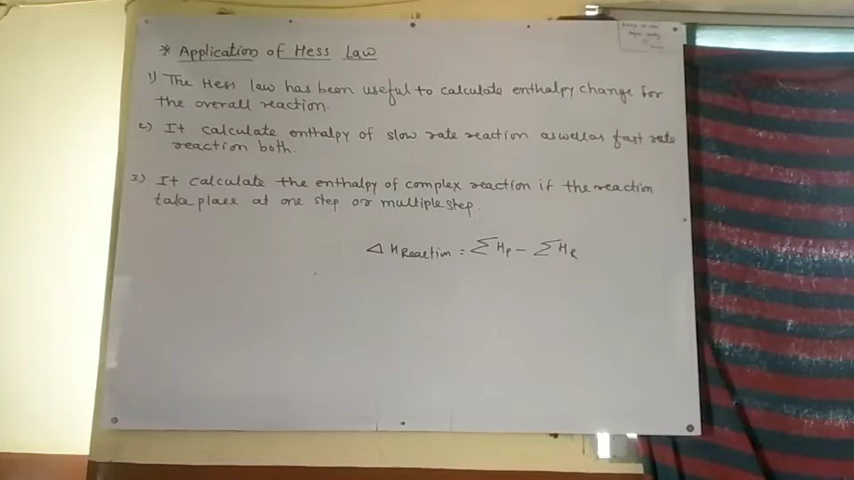 * Application of Hess Law
1) The Hess law has been useful to calculate enthalpy change for
the overall reaction.
2) It calculate enthalpy of slow rate reaction aswellas fast rate
reaction both.
3) It calculate the enthalpy of complex reaction if the reaction
take place at one step or multiple step.
Δ H Reaction = ΣHP - ΣHR